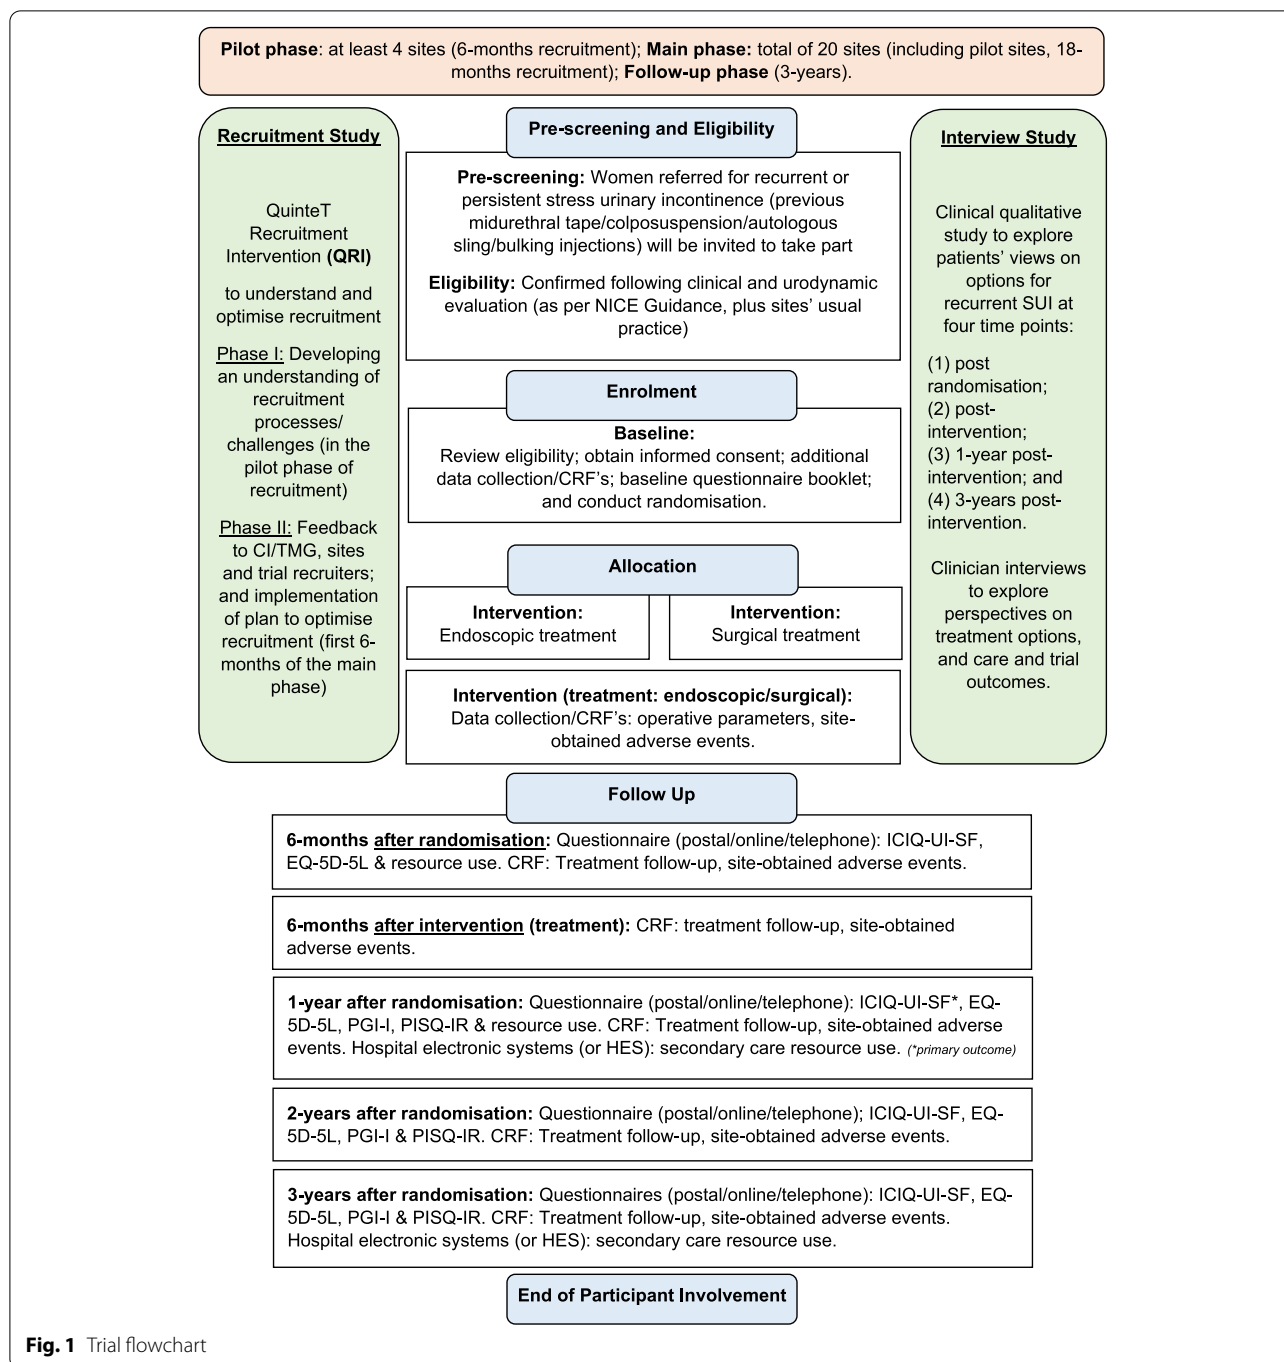 Pilot phase: at least 4 sites (6-months recruitment); Main phase: total of 20 sites (including pilot sites, 18-
months recruitment); Follow-up phase (3-years).
Recruitment Study
QuinteT
Recruitment
Intervention (QRI)
to understand and
optimise recruitment
Phase I: Developing
an understanding of
recruitment
processes/
challenges (in the
pilot phase of
recruitment)
Phase II: Feedback
to CI/TMG, sites
and trial recruiters;
and implementation
of plan to optimise
recruitment (first 6-
months of the main
phase)
Pre-screening and Eligibility
Pre-screening: Women referred for recurrent or
persistent stress urinary incontinence (previous
midurethral tape/colposuspension/autologous
sling/bulking injections) will be invited to take part
Eligibility: Confirmed following clinical and urodynamic
evaluation (as per NICE Guidance, plus sites' usual
practice)
Enrolment
Baseline:
Review eligibility; obtain informed consent; additional
data collection/CRF's; baseline questionnaire booklet;
and conduct randomisation.
Allocation
Intervention:
Endoscopic treatment
Intervention:
Surgical treatment
Intervention (treatment: endoscopic/surgical):
Data collection/CRF's: operative parameters, site-
obtained adverse events.
Interview Study
Clinical qualitative
study to explore
patients' views on
options for
recurrent SUI at
four time points:
(1) post
randomisation;
(2) post-
intervention;
(3) 1-year post-
intervention; and
(4) 3-years post-
intervention.
Clinician interviews
to explore
perspectives on
treatment options,
and care and trial
outcomes.
Follow Up
6-months after randomisation: Questionnaire (postal/online/telephone): ICIQ-UI-SF,
EQ-5D-5L & resource use. CRF: Treatment follow-up, site-obtained adverse events.
6-months after intervention (treatment): CRF: treatment follow-up, site-obtained
adverse events.
1-year after randomisation: Questionnaire (postal/online/telephone): ICIQ-UI-SF*, EQ-
5D-5L, PGI-I, PISQ-IR & resource use. CRF: Treatment follow-up, site-obtained adverse
events. Hospital electronic systems (or HES): secondary care resource use. (*primary outcome)
2-years after randomisation: Questionnaire (postal/online/telephone); ICIQ-UI-SF, EQ-
5D-5L, PGI-I & PISQ-IR. CRF: Treatment follow-up, site-obtained adverse events.
3-years after randomisation: Questionnaires (postal/online/telephone): ICIQ-UI-SF, EQ-
5D-5L, PGI-I & PISQ-IR. CRF: Treatment follow-up, site-obtained adverse events.
Hospital electronic systems (or HES): secondary care resource use.
End of Participant Involvement
Fig. 1 Trial flowchart